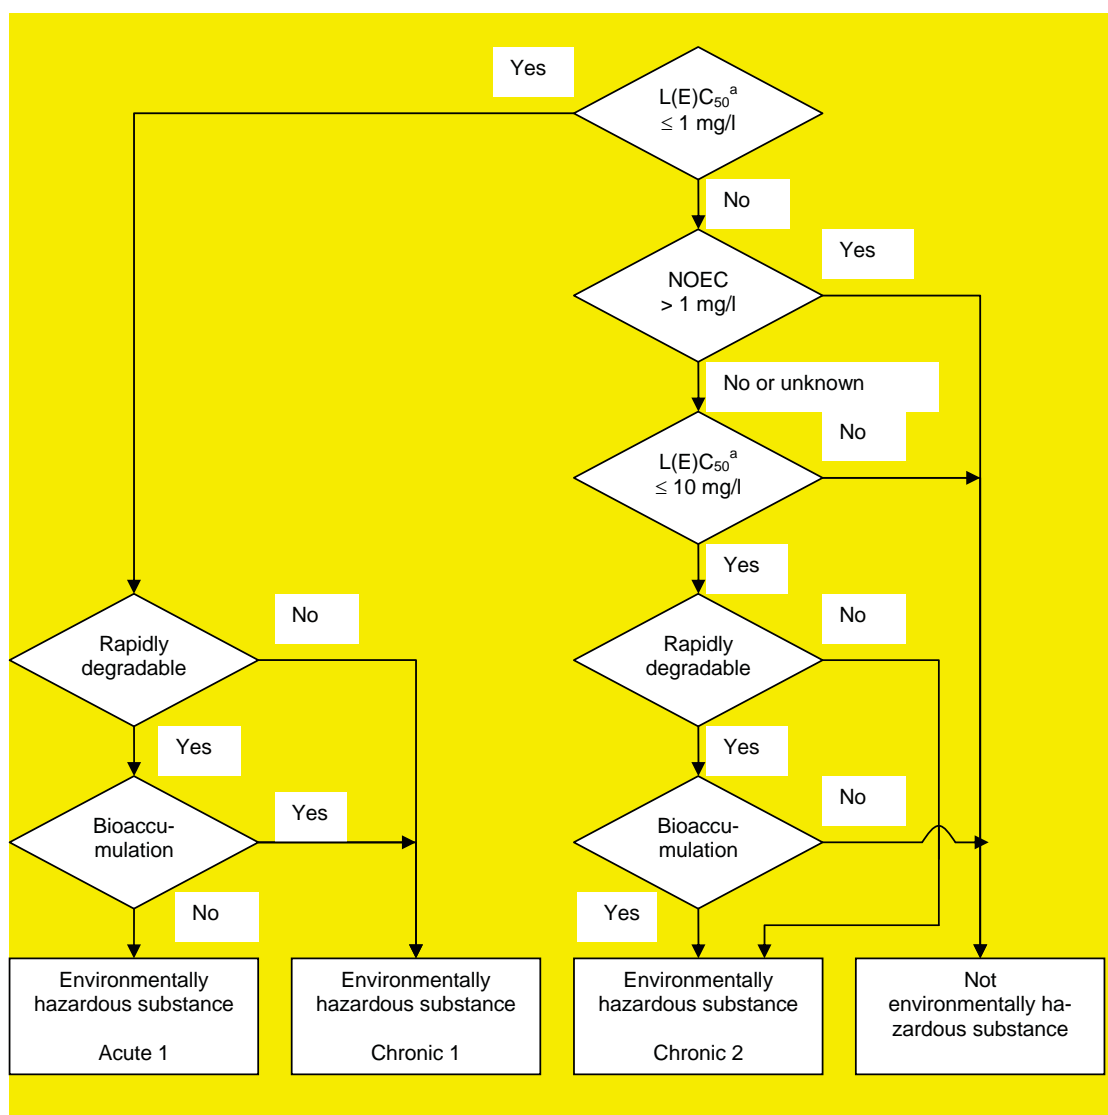 Yes
L(E)C₅₀ᵃ
≤ 1 mg/l
No
Yes
NOEC
> 1 mg/l
No or unknown
No
L(E)C₅₀ᵃ
≤ 10 mg/l
Yes
No
No
Rapidly
degradable
Rapidly
degradable
Yes
Yes
No
Yes
Bioaccu-
mulation
Bioaccu-
mulation
No
Yes
Environmentally
hazardous substance
Acute 1
Environmentally
hazardous substance
Chronic 1
Environmentally
hazardous substance
Chronic 2
Not
environmentally ha-
zardous substance